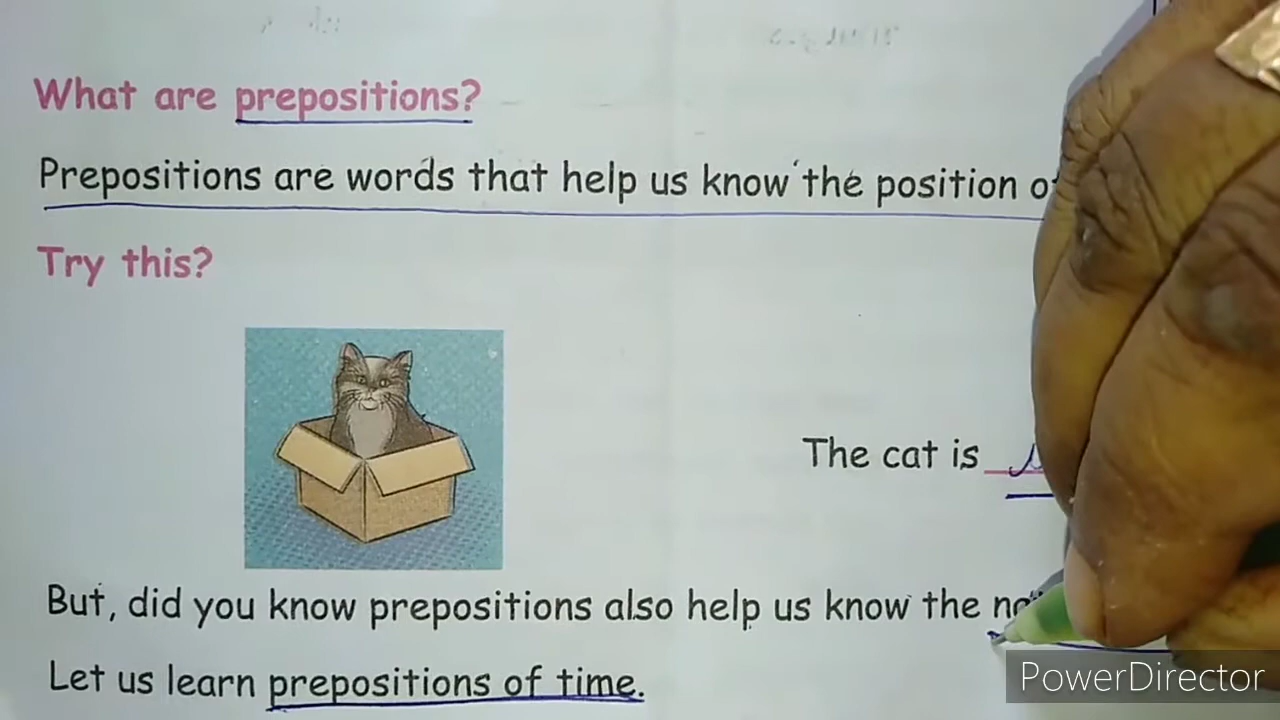 What are prepositions?
Prepositions are words that help us know the position
Try this?
The cat is
But, did you know prepositions also help us know the
Let us learn prepositions of time.
PowerDirector